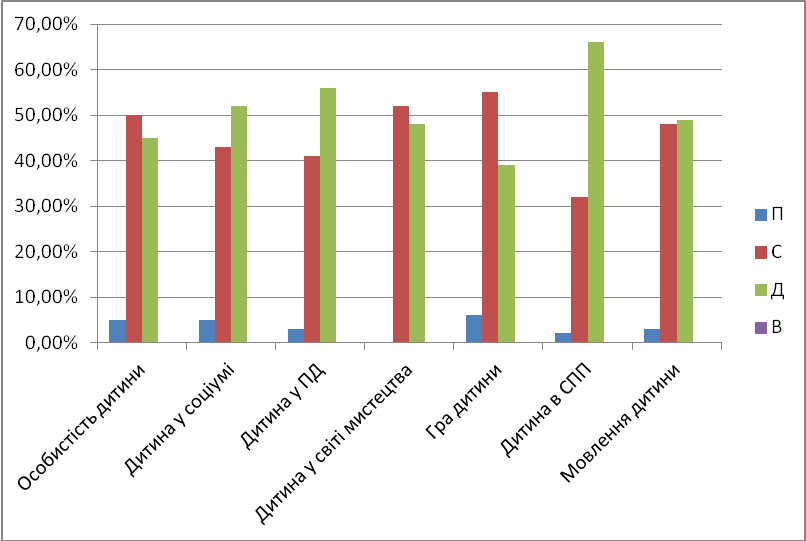 70,00%
60,00%
50,00%
40,00%
30,00%
20,00%
10,00%
0,00%
Особистість дитини
Дитина у соціумі
Дитина у ПД
Дитина у світі мистецтва
Гра дитини
Дитина в СПП
Мовлення дитини
П
С
Д
В